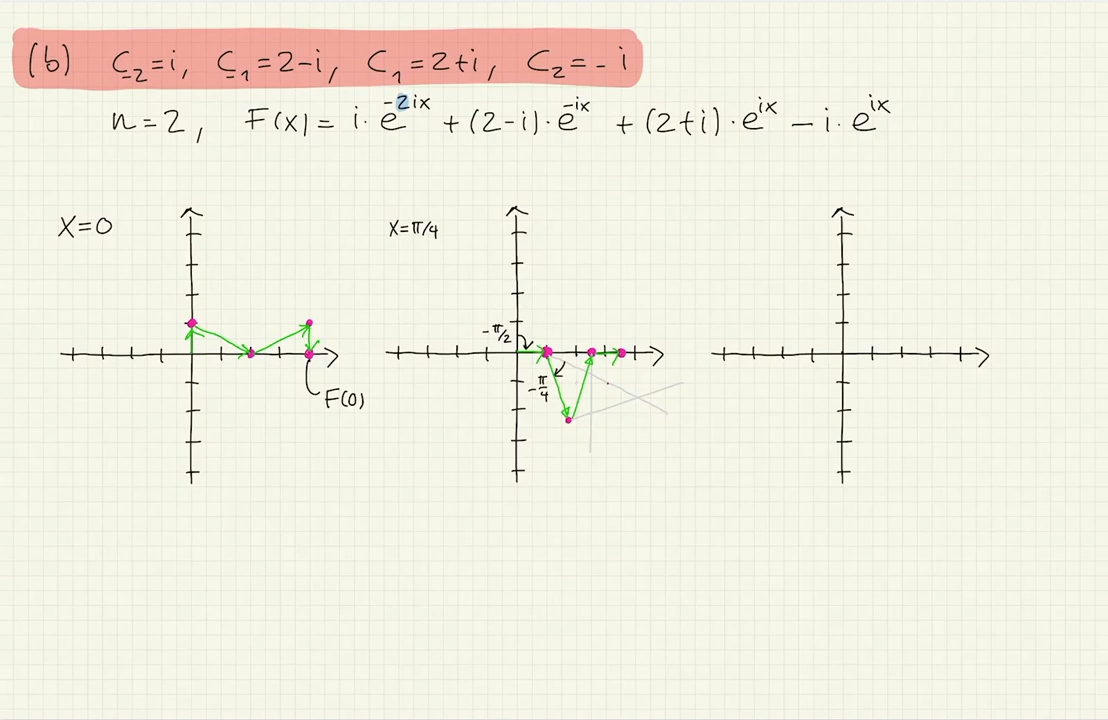 (b) C₋₂=i, C₋₁=2-i, C₁=2+i, C₂=-i
n=2, F(x)= i·e^{-2ix} +(2-i)·e^{-ix} +(2+i)·e^{ix} -i·e^{ix}
X=0
X=π/4
-π/2
-π/4
F(0)